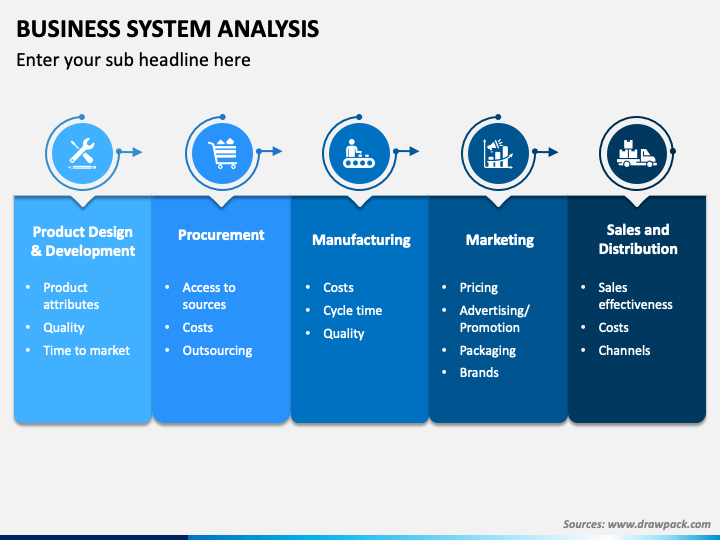 BUSINESS SYSTEM ANALYSIS
Enter your sub headline here
Product Design
& Development
• Product
attributes
• Quality
• Time to market
Procurement
• Access to
sources
• Costs
• Outsourcing
Manufacturing
• Costs
• Cycle time
• Quality
Marketing
• Pricing
• Advertising/
Promotion
• Packaging
• Brands
Sales and
Distribution
• Sales
effectiveness
• Costs
• Channels
Sources: www.drawpack.com